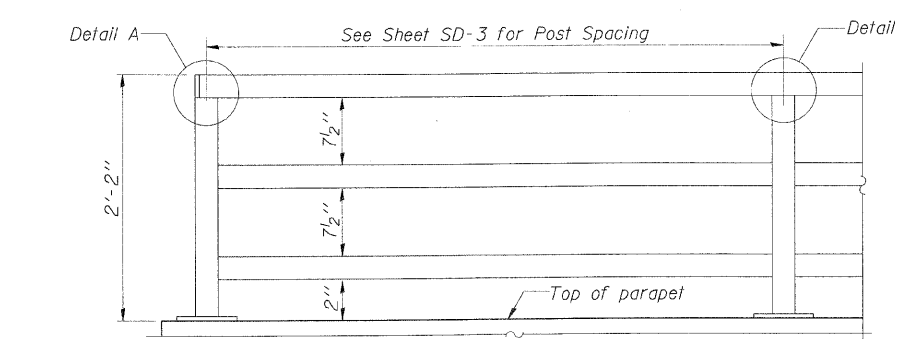 Detail A
See Sheet SD-3 for Post Spacing
Detail
7½"
2'-2"
7½"
2"
Top of parapet